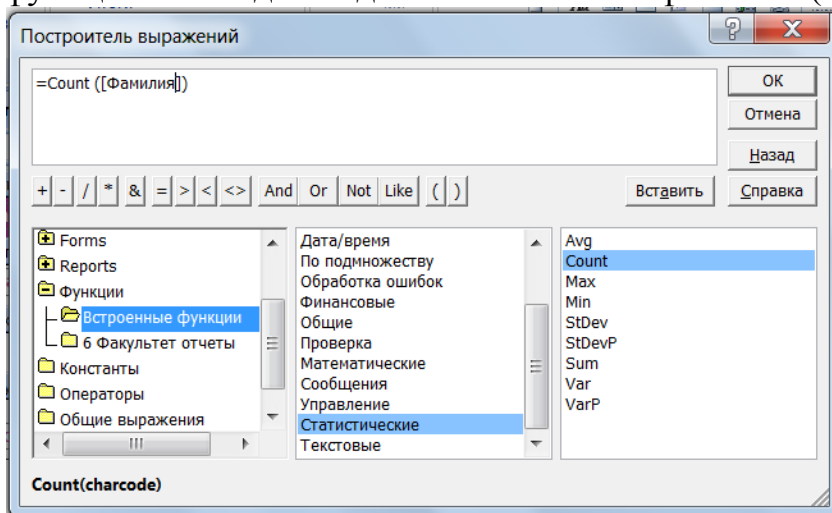 Построитель выражений
=Count ([Фамилия])
OK
Отмена
Назад
+ - / * & = > < <> And Or Not Like ( )
Вставить
Справка
Forms
Reports
Функции
Встроенные функции
6 Факультет отчеты
Константы
Операторы
Общие выражения
Дата/время
По подмножеству
Обработка ошибок
Финансовые
Общие
Проверка
Математические
Сообщения
Управление
Статистические
Текстовые
Avg
Count
Max
Min
StDev
StDevP
Sum
Var
VarP
Count(charcode)